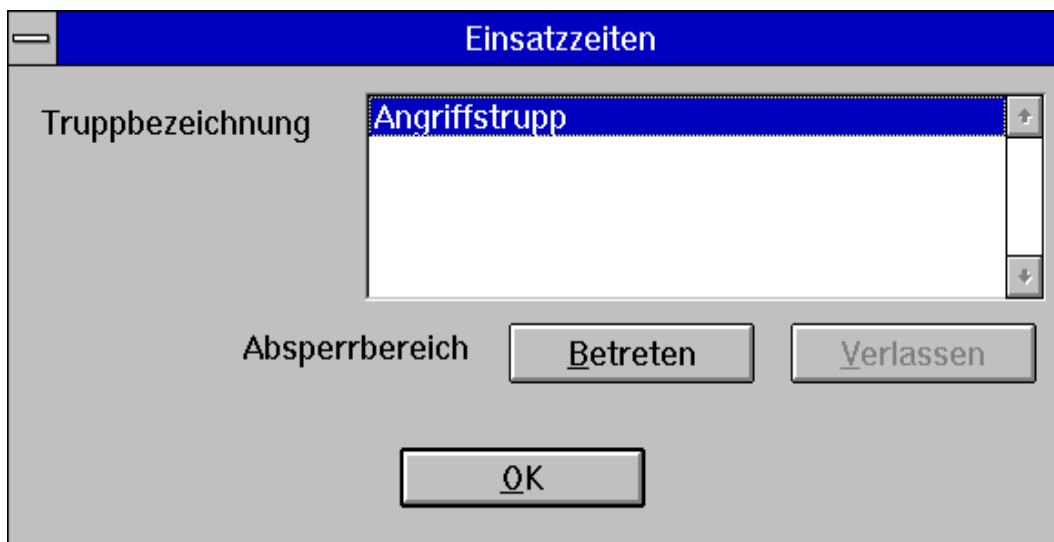 Einsatzzeiten
Truppbezeichnung
Angriffstrupp
Absperrbereich Betreten Verlassen
OK